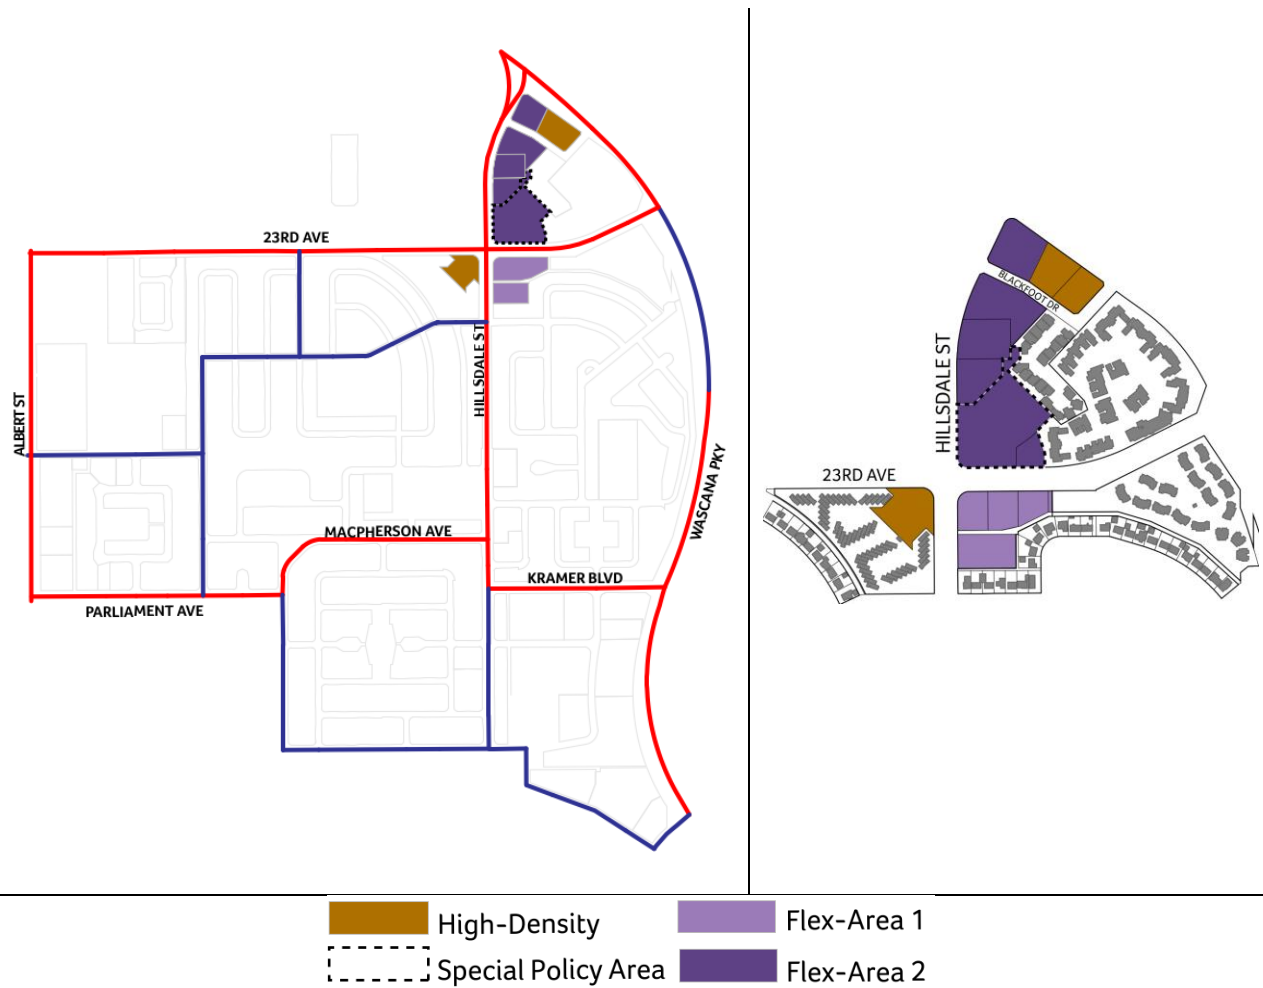 23RD AVE
ALBERT ST
HILLSDALE ST
MACPHERSON AVE
KRAMER BLVD
WASCANA PKY
PARLIAMENT AVE
BLACKFOOT DR
HILLSDALE ST
23RD AVE
High-Density
Flex-Area 1
Special Policy Area
Flex-Area 2